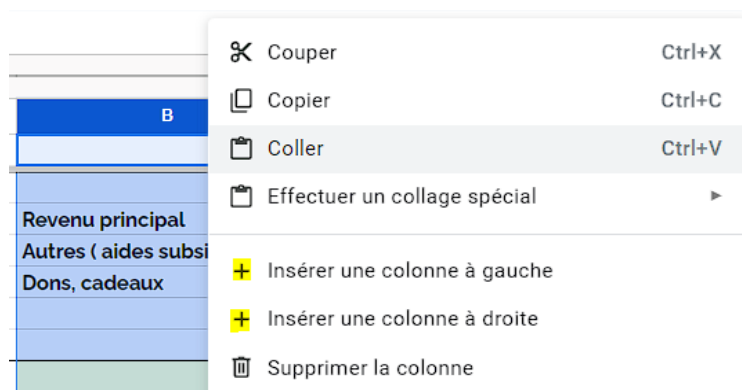 Couper Ctrl+X
Copier Ctrl+C
Coller Ctrl+V
Effectuer un collage spécial
Insérer une colonne à gauche
Insérer une colonne à droite
Supprimer la colonne
B
Revenu principal
Autres ( aides subsi
Dons, cadeaux